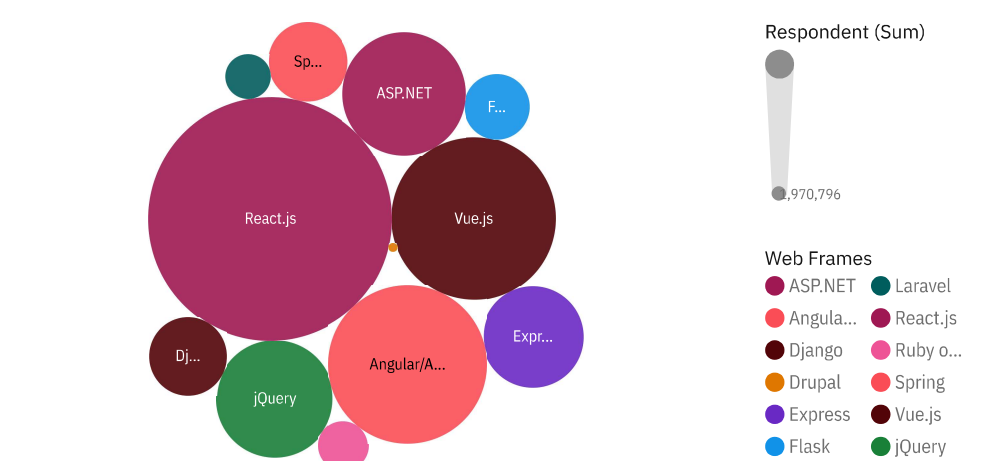 Sp...
ASP.NET
F...
React.js
Vue.js
Expr...
Dj...
Angular/A...
jQuery
Respondent (Sum)
1,970,796
Web Frames
ASP.NET
Laravel
Angula...
React.js
Django
Ruby o...
Drupal
Spring
Express
Vue.js
Flask
jQuery